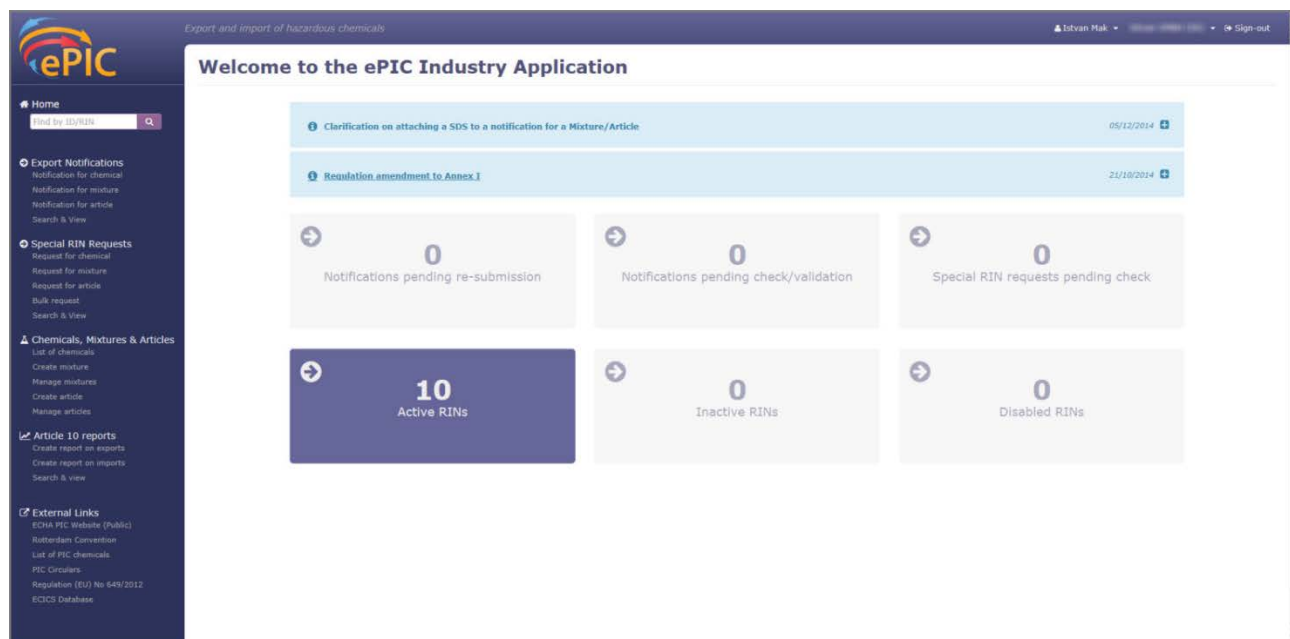 ePIC
Export and import of hazardous chemicals
Istvan Mak
Sign-out
Welcome to the ePIC Industry Application
Home
Find by ID/RIN
Export Notifications
Notification for chemical
Notification for mixture
Notification for article
Search & View
Special RIN Requests
Request for chemical
Request for mixture
Request for article
Bulk request
Search & View
Chemicals, Mixtures & Articles
List of chemicals
Create mixture
Manage mixtures
Create article
Manage articles
Article 10 reports
Create report on exports
Create report on imports
Search & view
External Links
ECHA PIC Website (Public)
Rotterdam Convention
List of PIC chemicals
PIC Circulars
Regulation (EU) No 649/2012
ECICS Database
Clarification on attaching a SDS to a notification for a Mixture/Article 05/12/2014
Regulation amendment to Annex I 21/10/2014
0
Notifications pending re-submission
0
Notifications pending check/validation
0
Special RIN requests pending check
10
Active RINs
0
Inactive RINs
0
Disabled RINs